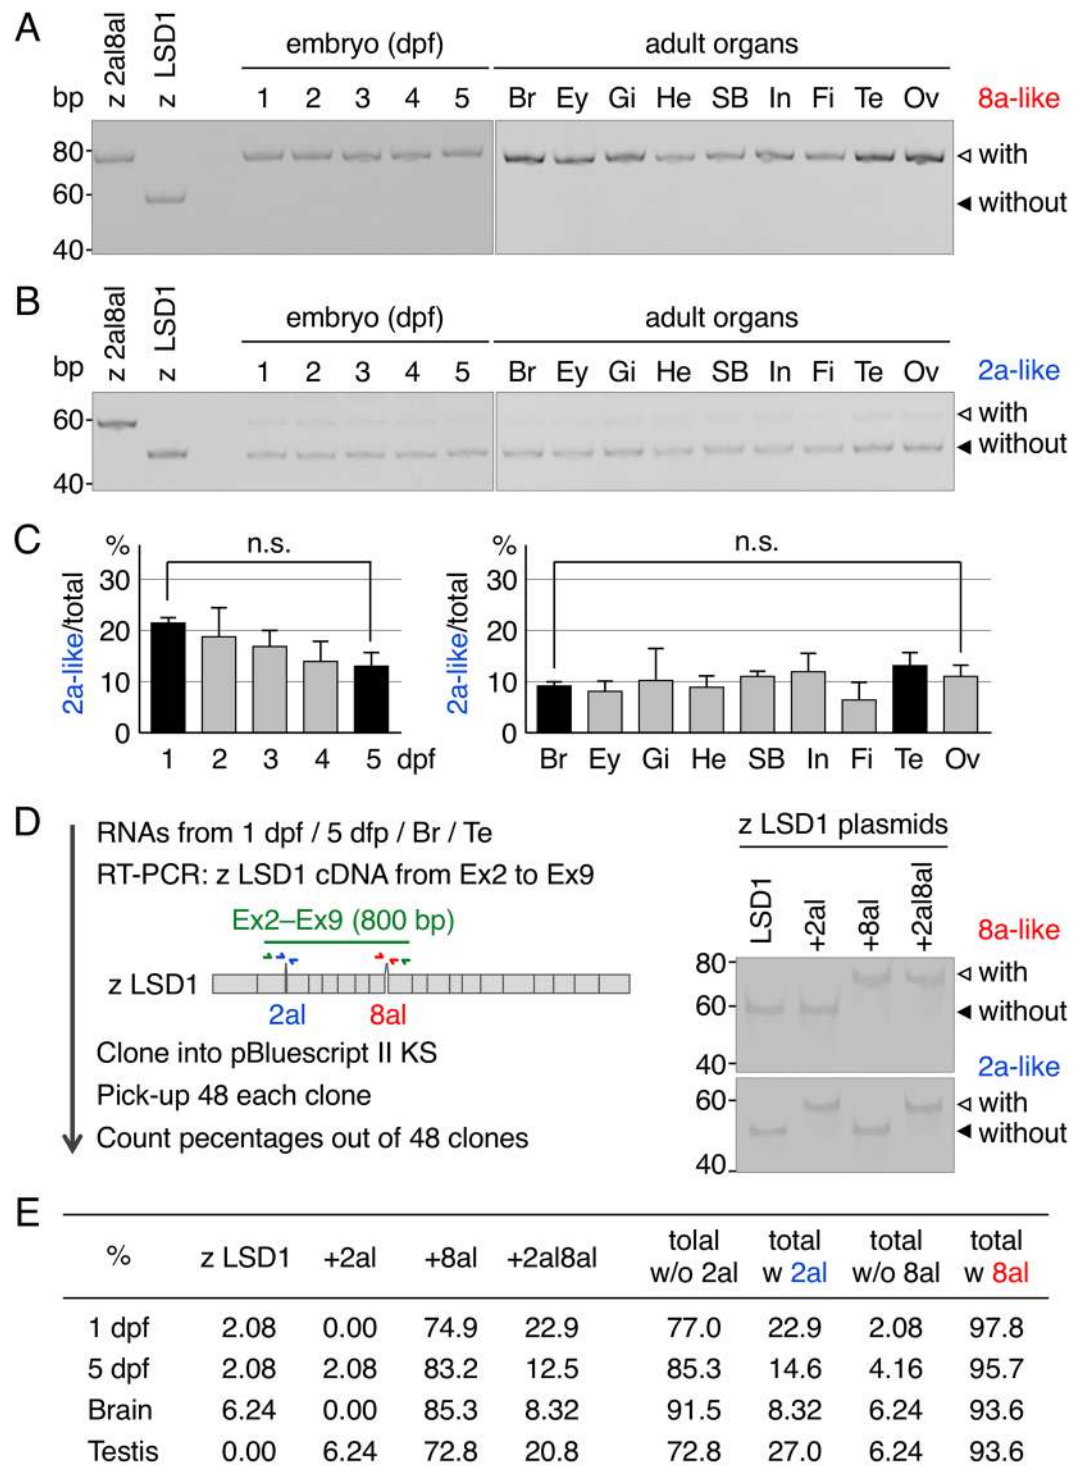 A
z 2al8al
z LSD1
embryo (dpf)
adult organs
bp 1 2 3 4 5 Br Ey Gi He SB In Fi Te Ov 8a-like
80
with
60
without
40
B
z 2al8al
z LSD1
embryo (dpf)
adult organs
bp 1 2 3 4 5 Br Ey Gi He SB In Fi Te Ov 2a-like
60
with
without
40
C
2a-like/total
%
n.s.
30
20
10
0
1 2 3 4 5 dpf
2a-like/total
%
n.s.
30
20
10
0
Br Ey Gi He SB In Fi Te Ov
D
RNAs from 1 dpf / 5 dfp / Br / Te
RT-PCR: z LSD1 cDNA from Ex2 to Ex9
Ex2–Ex9 (800 bp)
z LSD1
2al 8al
Clone into pBluescript II KS
Pick-up 48 each clone
Count pecentages out of 48 clones
z LSD1 plasmids
LSD1
+2al
+8al
+2al8al
8a-like
80
with
60
without
40
2a-like
60
with
without
40
E
% z LSD1 +2al +8al +2al8al tolal w/o 2al total w 2al total w/o 8al total w 8al
1 dpf 2.08 0.00 74.9 22.9 77.0 22.9 2.08 97.8
5 dpf 2.08 2.08 83.2 12.5 85.3 14.6 4.16 95.7
Brain 6.24 0.00 85.3 8.32 91.5 8.32 6.24 93.6
Testis 0.00 6.24 72.8 20.8 72.8 27.0 6.24 93.6